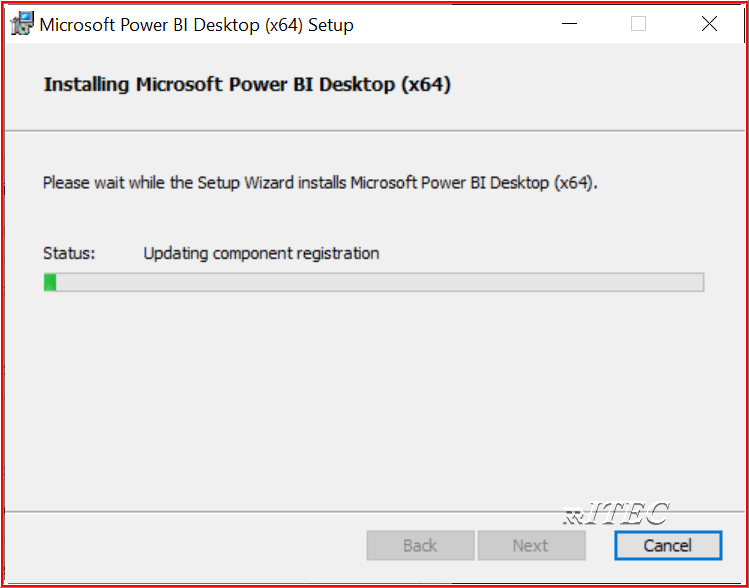 Microsoft Power BI Desktop (x64) Setup
Installing Microsoft Power BI Desktop (x64)
Please wait while the Setup Wizard installs Microsoft Power BI Desktop (x64).
Status: Updating component registration
ITEC
Back Next Cancel